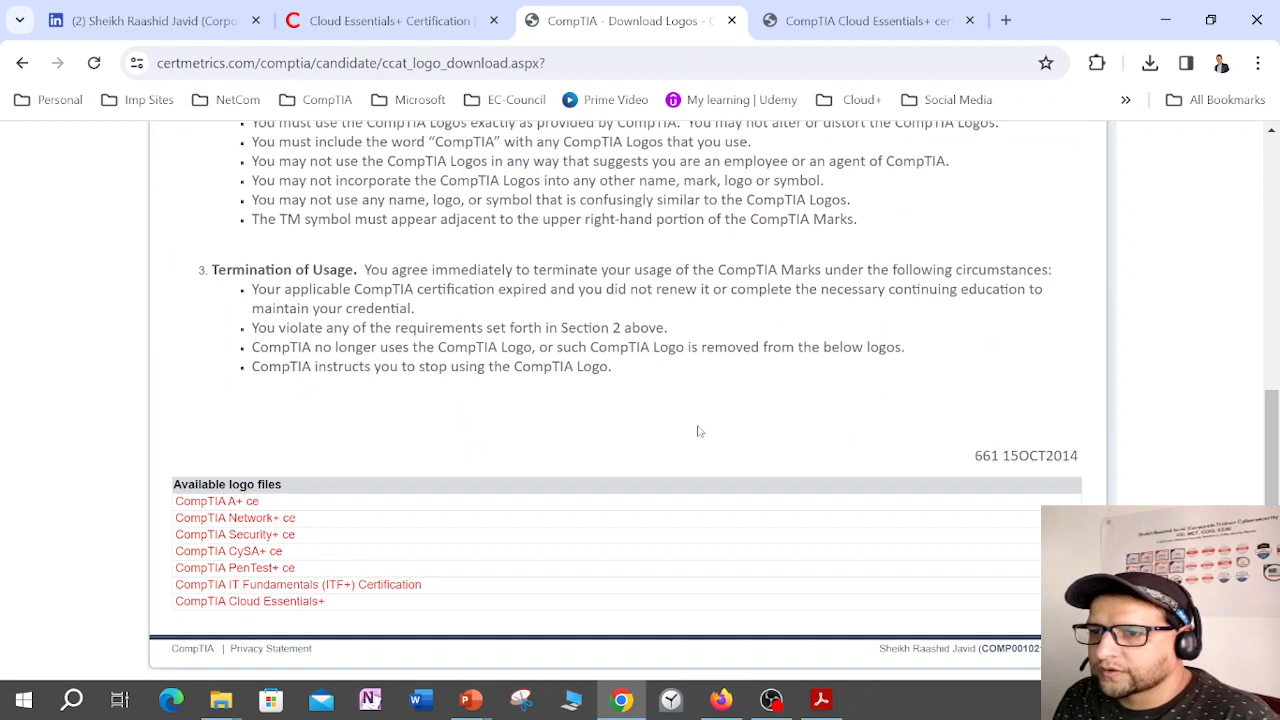 (2) Sheikh Raashid Javid (Corpo
Cloud Essentials+ Certification |
CompTIA - Download Logos - C
CompTIA Cloud Essentials+ cert
certmetrics.com/comptia/candidate/ccat_logo_download.aspx?
Personal
Imp Sites
NetCom
CompTIA
Microsoft
EC-Council
Prime Video
My learning | Udemy
Cloud+
Social Media
All Bookmarks
You must use the CompTIA Logos exactly as provided by CompTIA. You may not alter or distort the CompTIA Logos.
You must include the word “CompTIA” with any CompTIA Logos that you use.
You may not use the CompTIA Logos in any way that suggests you are an employee or an agent of CompTIA.
You may not incorporate the CompTIA Logos into any other name, mark, logo or symbol.
You may not use any name, logo, or symbol that is confusingly similar to the CompTIA Logos.
The TM symbol must appear adjacent to the upper right-hand portion of the CompTIA Marks.
3. Termination of Usage. You agree immediately to terminate your usage of the CompTIA Marks under the following circumstances:
Your applicable CompTIA certification expired and you did not renew it or complete the necessary continuing education to
maintain your credential.
You violate any of the requirements set forth in Section 2 above.
CompTIA no longer uses the CompTIA Logo, or such CompTIA Logo is removed from the below logos.
CompTIA instructs you to stop using the CompTIA Logo.
661 15OCT2014
Available logo files
CompTIA A+ ce
CompTIA Network+ ce
CompTIA Security+ ce
CompTIA CySA+ ce
CompTIA PenTest+ ce
CompTIA IT Fundamentals (ITF+) Certification
CompTIA Cloud Essentials+
CompTIA | Privacy Statement
Sheikh Raashid Javid (COMP00102
Sheikh Raashid Javid (Corporate Trainer Cybersecurity